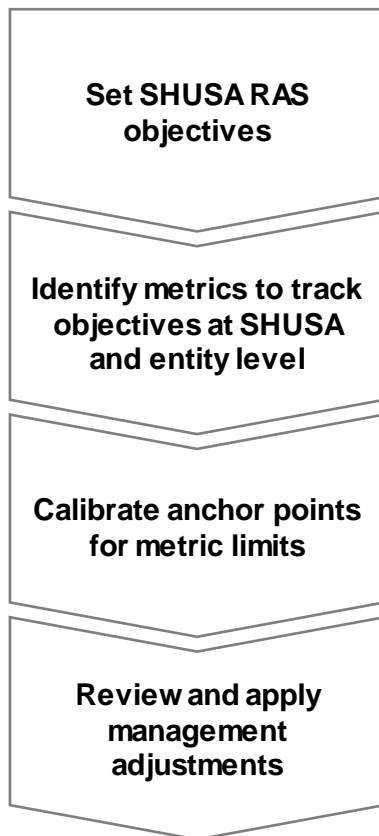 Set SHUSA RAS
objectives
Identify metrics to track
objectives at SHUSA
and entity level
Calibrate anchor points
for metric limits
Review and apply
management
adjustments